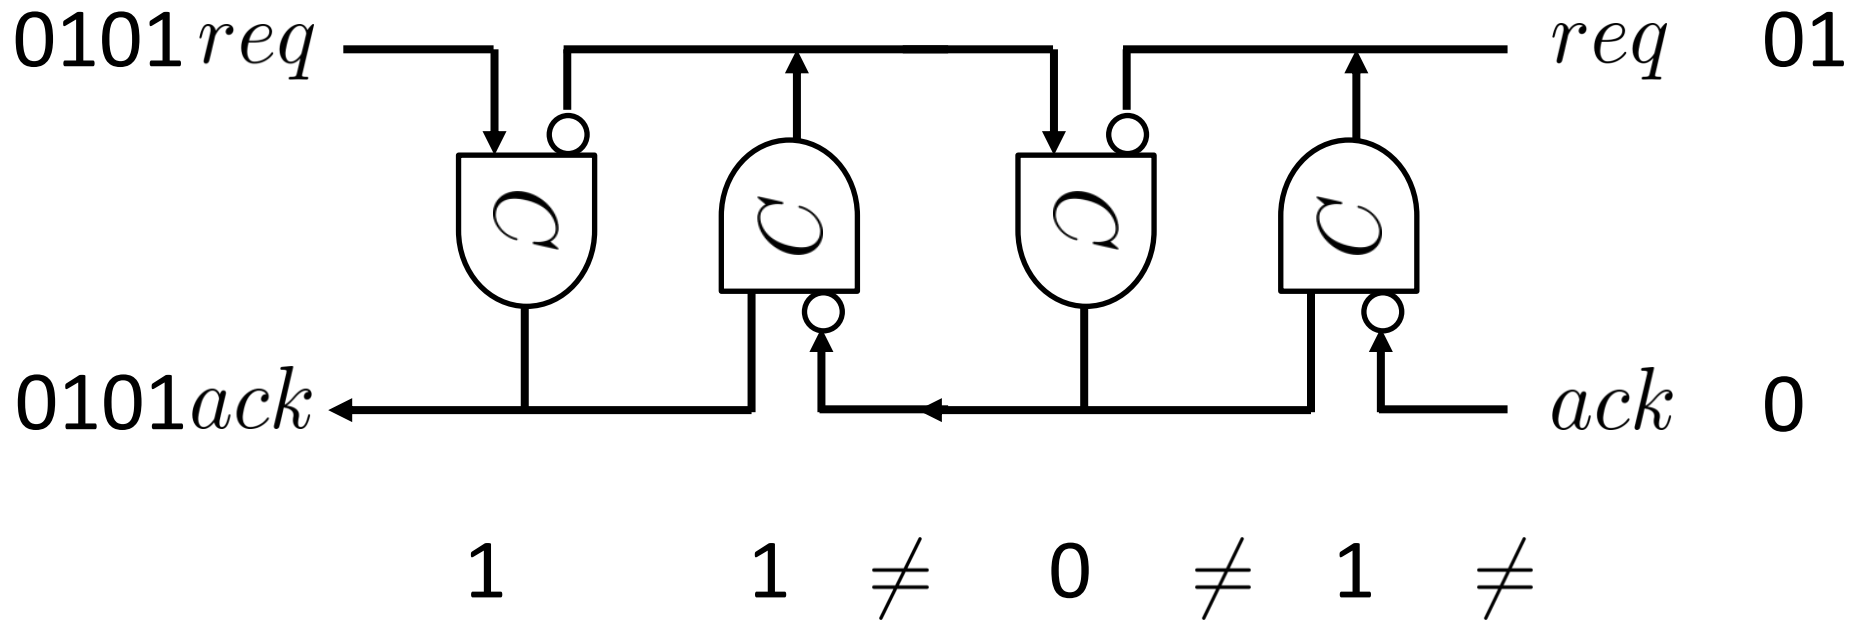 0101 req req 01
C C C C
0101 ack ack 0
1 1 ≠ 0 ≠ 1 ≠